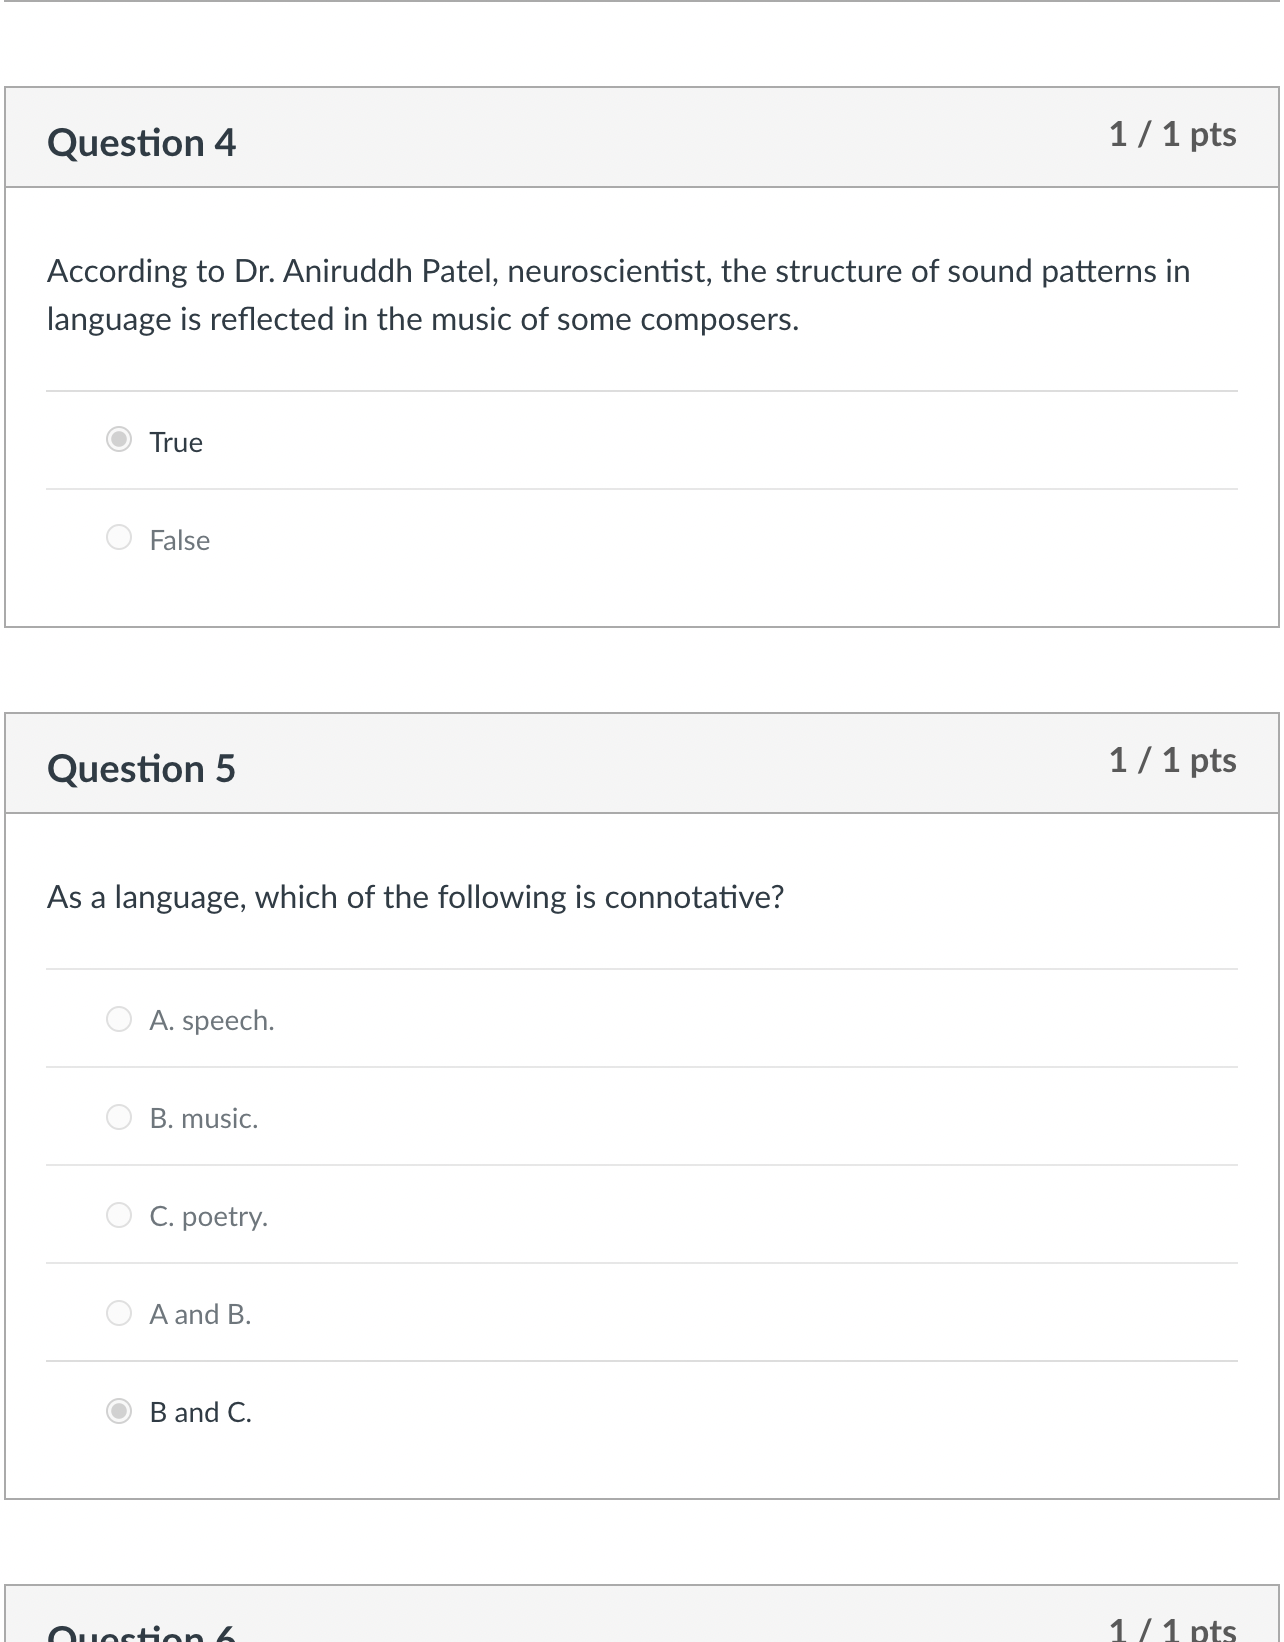 Question 4
1 / 1 pts
According to Dr. Aniruddh Patel, neuroscientist, the structure of sound patterns in
language is reflected in the music of some composers.
True
False
Question 5
1 / 1 pts
As a language, which of the following is connotative?
A. speech.
B. music.
C. poetry.
A and B.
B and C.
Question 6
1 / 1 pts